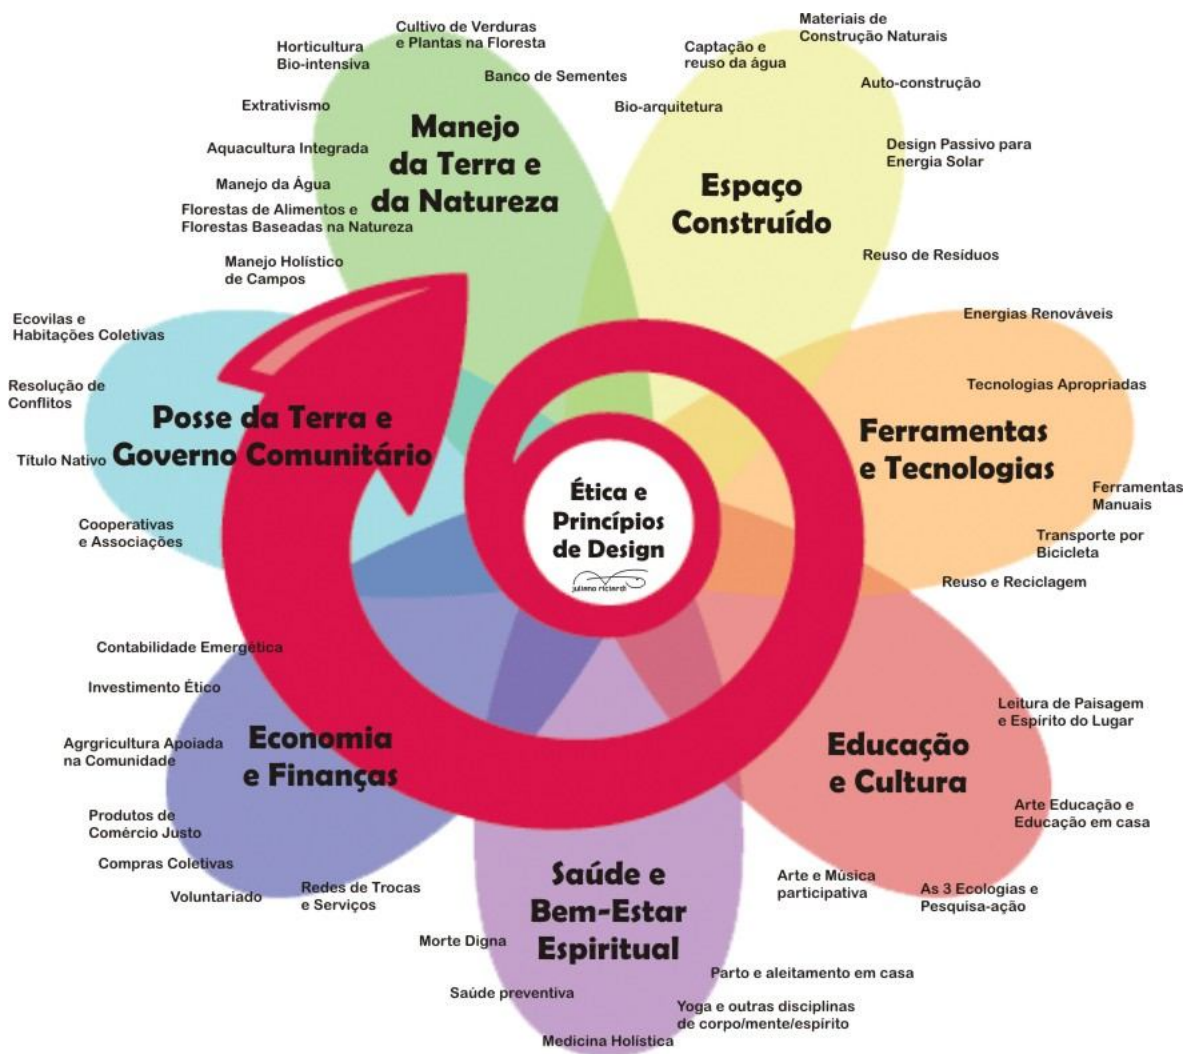 Cultivo de Verduras
e Plantas na Floresta
Horticultura
Bio-intensiva
Banco de Sementes
Extrativismo
Manejo
da Terra e
da Natureza
Aquacultura Integrada
Manejo da Água
Florestas de Alimentos e
Florestas Baseadas na Natureza
Manejo Holístico
de Campos
Materiais de
Construção Naturais
Captação e
reuso da água
Auto-construção
Bio-arquitetura
Design Passivo para
Energia Solar
Espaço
Construído
Reuso de Resíduos
Energias Renováveis
Tecnologias Apropriadas
Ferramentas
e Tecnologias
Ferramentas
Manuais
Transporte por
Bicicleta
Reuso e Reciclagem
Ecovilas e
Habitações Coletivas
Resolução de
Conflitos
Posse da Terra e
Governo Comunitário
Título Nativo
Cooperativas
e Associações
Ética e
Princípios
de Design
juliana riciardi
Contabilidade Emergética
Investimento Ético
Economia
e Finanças
Agrgricultura Apoiada
na Comunidade
Produtos de
Comércio Justo
Compras Coletivas
Voluntariado
Redes de Trocas
e Serviços
Leitura de Paisagem
e Espírito do Lugar
Educação
e Cultura
Arte Educação e
Educação em casa
Arte e Música
participativa
As 3 Ecologias e
Pesquisa-ação
Saúde e
Bem-Estar
Espiritual
Morte Digna
Saúde preventiva
Medicina Holística
Parto e aleitamento em casa
Yoga e outras disciplinas
de corpo/mente/espírito